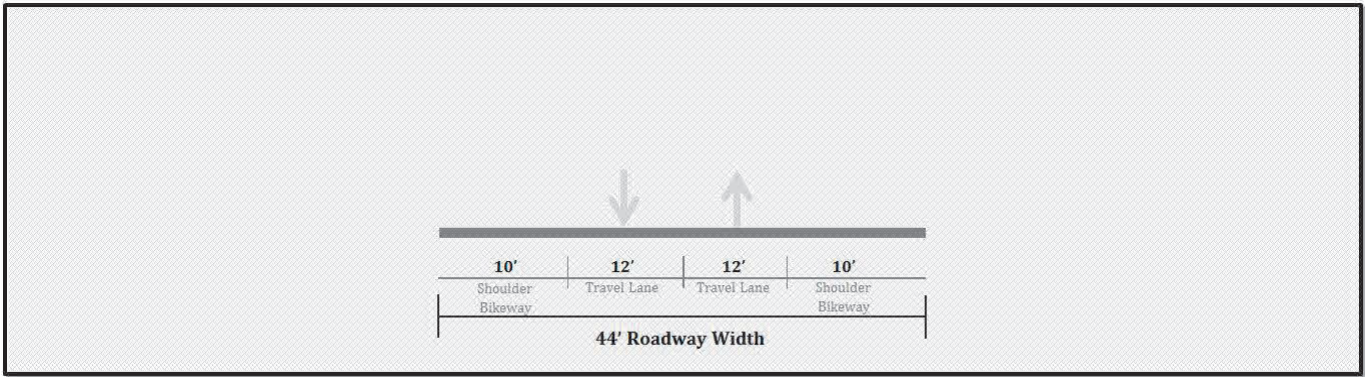 10’ 12’ 12’ 10’
Shoulder Travel Lane Travel Lane Shoulder
Bikeway Bikeway
44’ Roadway Width